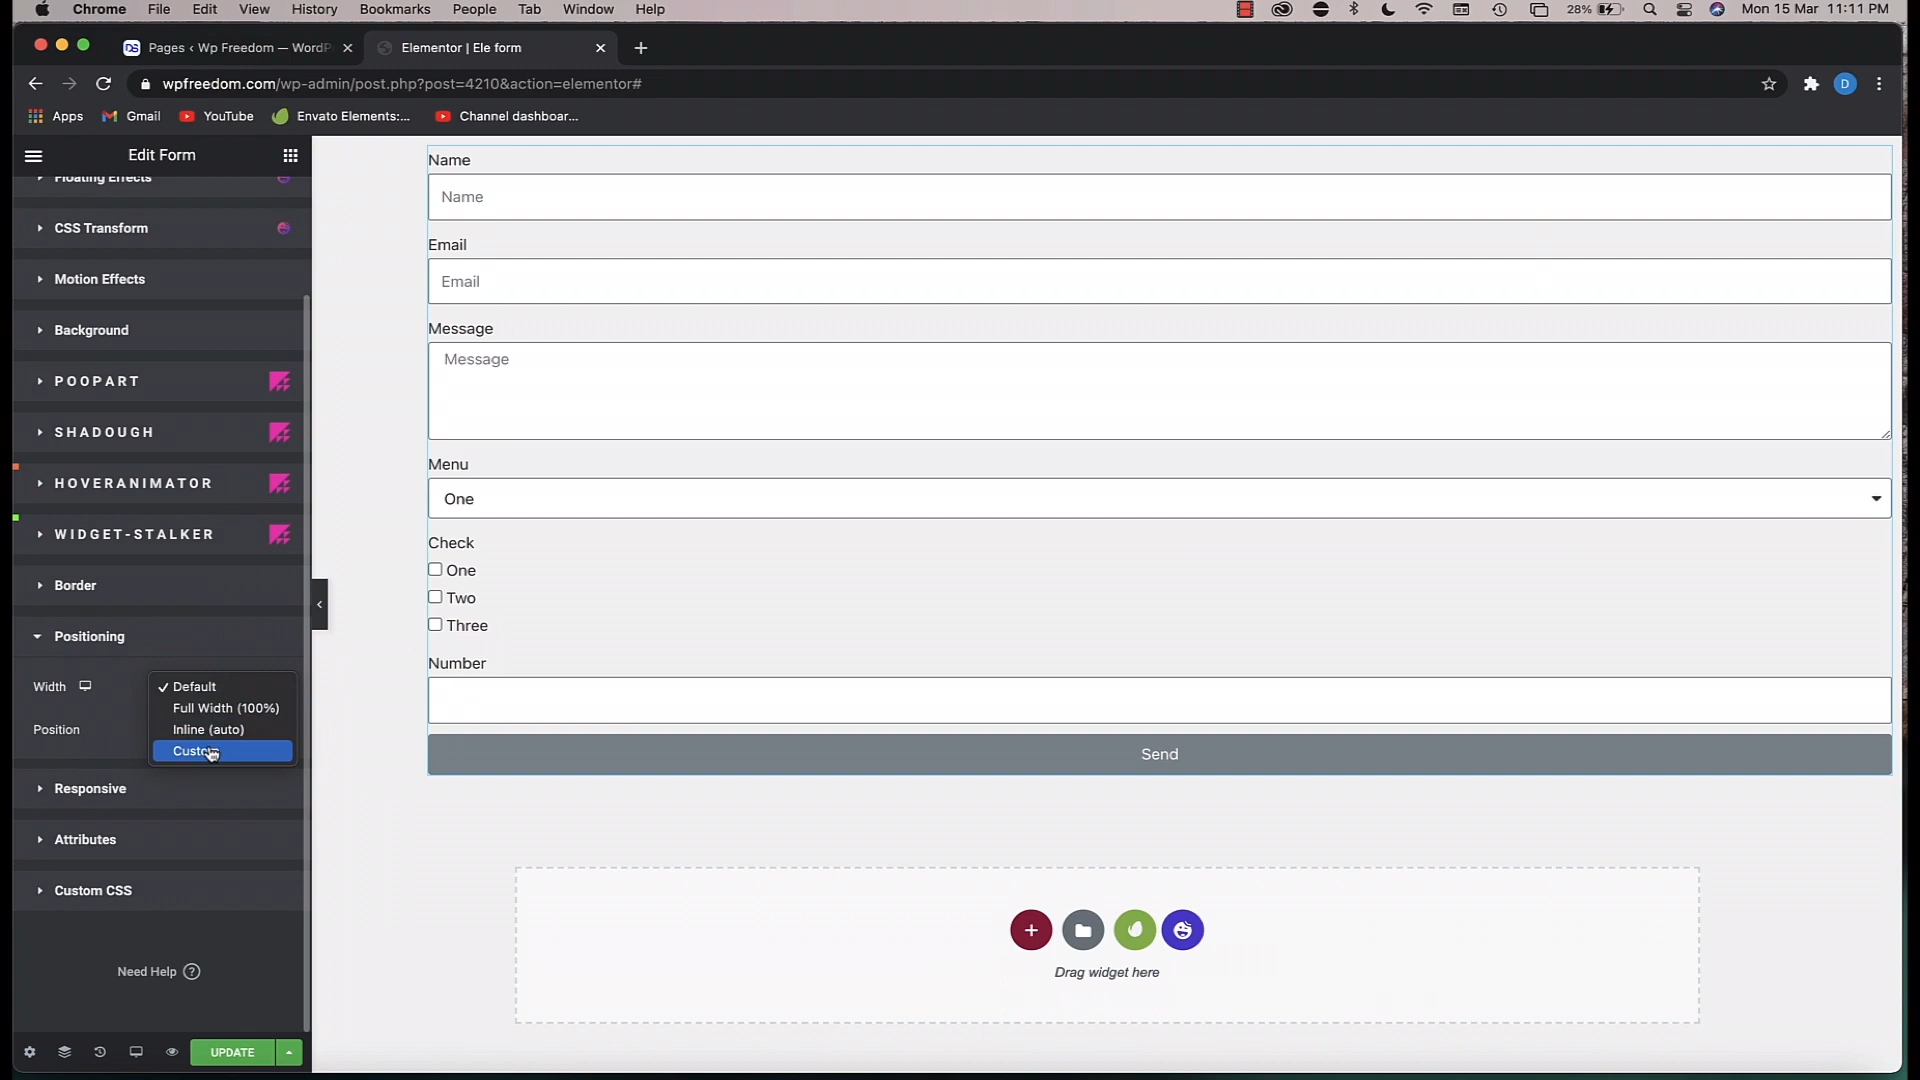 Chrome File Edit View History Bookmarks People Tab Window Help 28% Mon 15 Mar 11:11 PM
Pages ‹ Wp Freedom — WordP Elementor | Ele form
wpfreedom.com/wp-admin/post.php?post=4210&action=elementor# D
Apps Gmail YouTube Envato Elements:... Channel dashboar...
Edit Form
Floating Effects
CSS Transform
Motion Effects
Background
POOPART
SHADOUGH
HOVERANIMATOR
WIDGET-STALKER
Border
Positioning
Width
Default
Full Width (100%)
Position
Inline (auto)
Custom
Responsive
Attributes
Custom CSS
Need Help ?
UPDATE
Name
Name
Email
Email
Message
Message
Menu
One
Check
One
Two
Three
Number
Send
Drag widget here